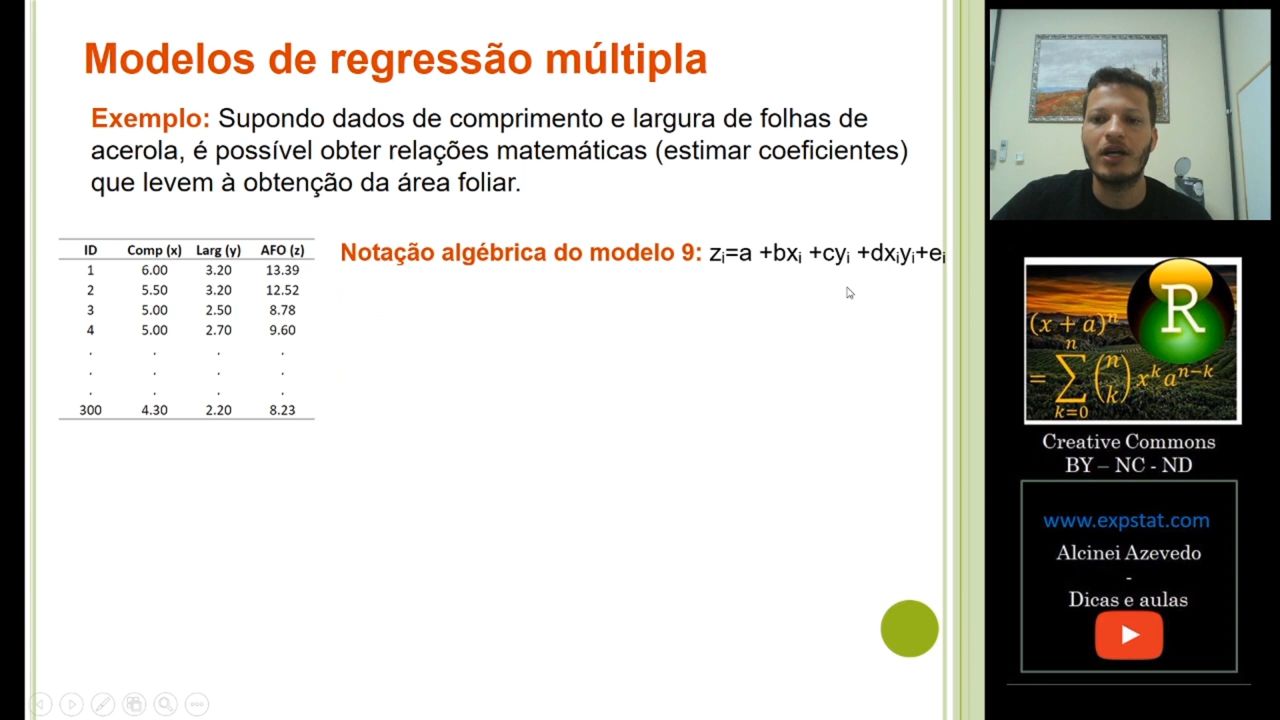 Modelos de regressão múltipla
Exemplo: Supondo dados de comprimento e largura de folhas de
acerola, é possível obter relações matemáticas (estimar coeficientes)
que levem à obtenção da área foliar.
ID Comp (x) Larg (y) AFO (z)
1 6.00 3.20 13.39
2 5.50 3.20 12.52
3 5.00 2.50 8.78
4 5.00 2.70 9.60
. . . .
. . . .
. . . .
300 4.30 2.20 8.23
Notação algébrica do modelo 9: zᵢ=a +bxᵢ +cyᵢ +dxᵢyᵢ+eᵢ
R
(x + a)ⁿ
= ∑ₖ₌₀ⁿ (n k) xᵏaⁿ⁻ᵏ
Creative Commons
BY – NC - ND
www.expstat.com
Alcinei Azevedo
-
Dicas e aulas